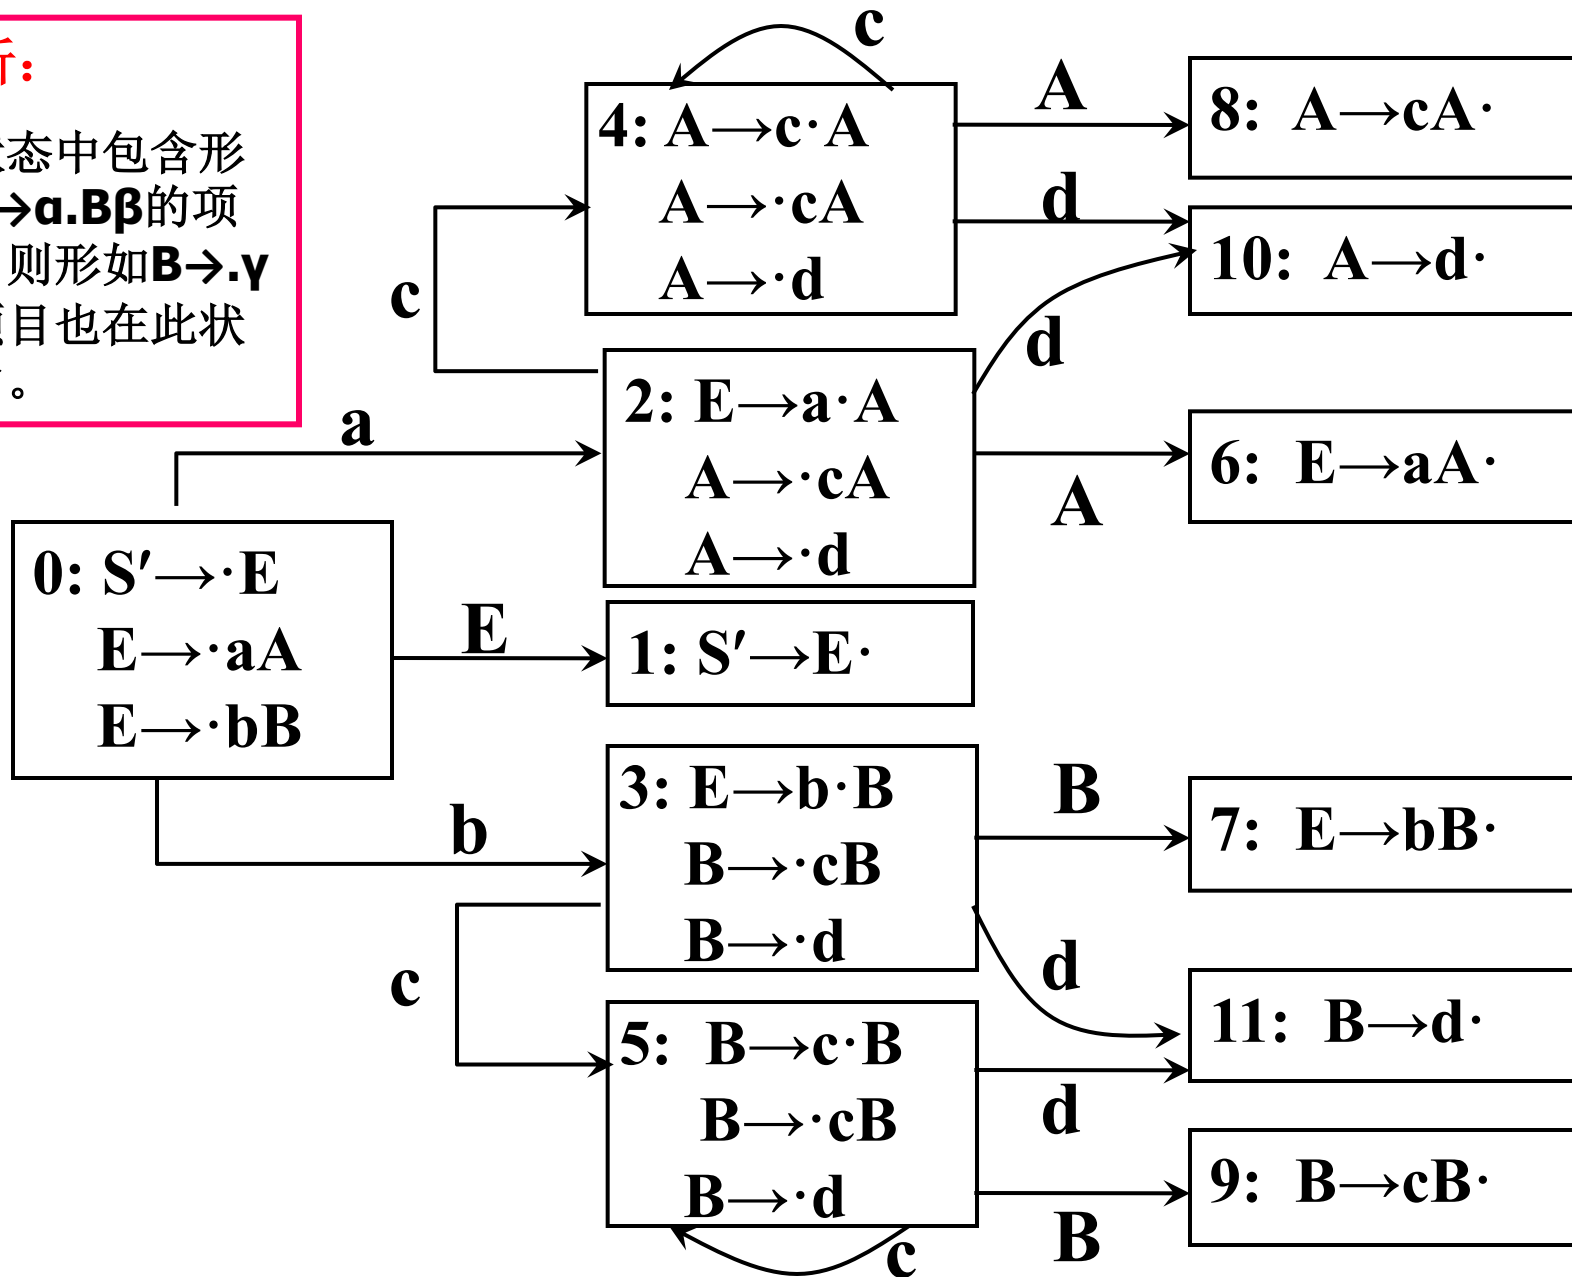 析：
状态中包含形
→α.Bβ的项
则形如B→.γ
项目也在此状
。
c
4: A→c·A
A→·cA
A→·d
A
8: A→cA·
d
10: A→d·
c
d
2: E→a·A
A→·cA
A→·d
a
6: E→aA·
A
0: S′→·E
E→·aA
E→·bB
E
1: S′→E·
3: E→b·B
B→·cB
B→·d
b
B
7: E→bB·
c
d
5: B→c·B
B→·cB
B→·d
11: B→d·
d
9: B→cB·
B
c